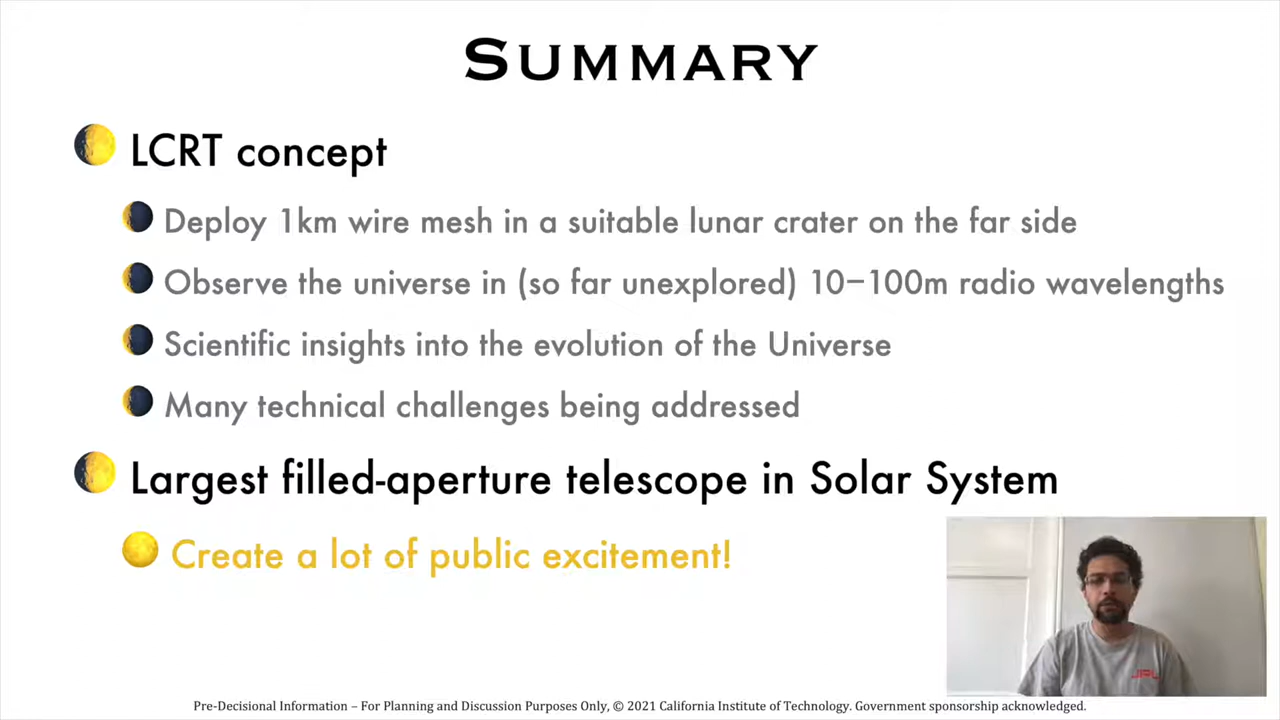 SUMMARY
LCRT concept
Deploy 1km wire mesh in a suitable lunar crater on the far side
Observe the universe in (so far unexplored) 10–100m radio wavelengths
Scientific insights into the evolution of the Universe
Many technical challenges being addressed
Largest filled-aperture telescope in Solar System
Create a lot of public excitement!
JPL
Pre-Decisional Information – For Planning and Discussion Purposes Only, © 2021 California Institute of Technology. Government sponsorship acknowledged.